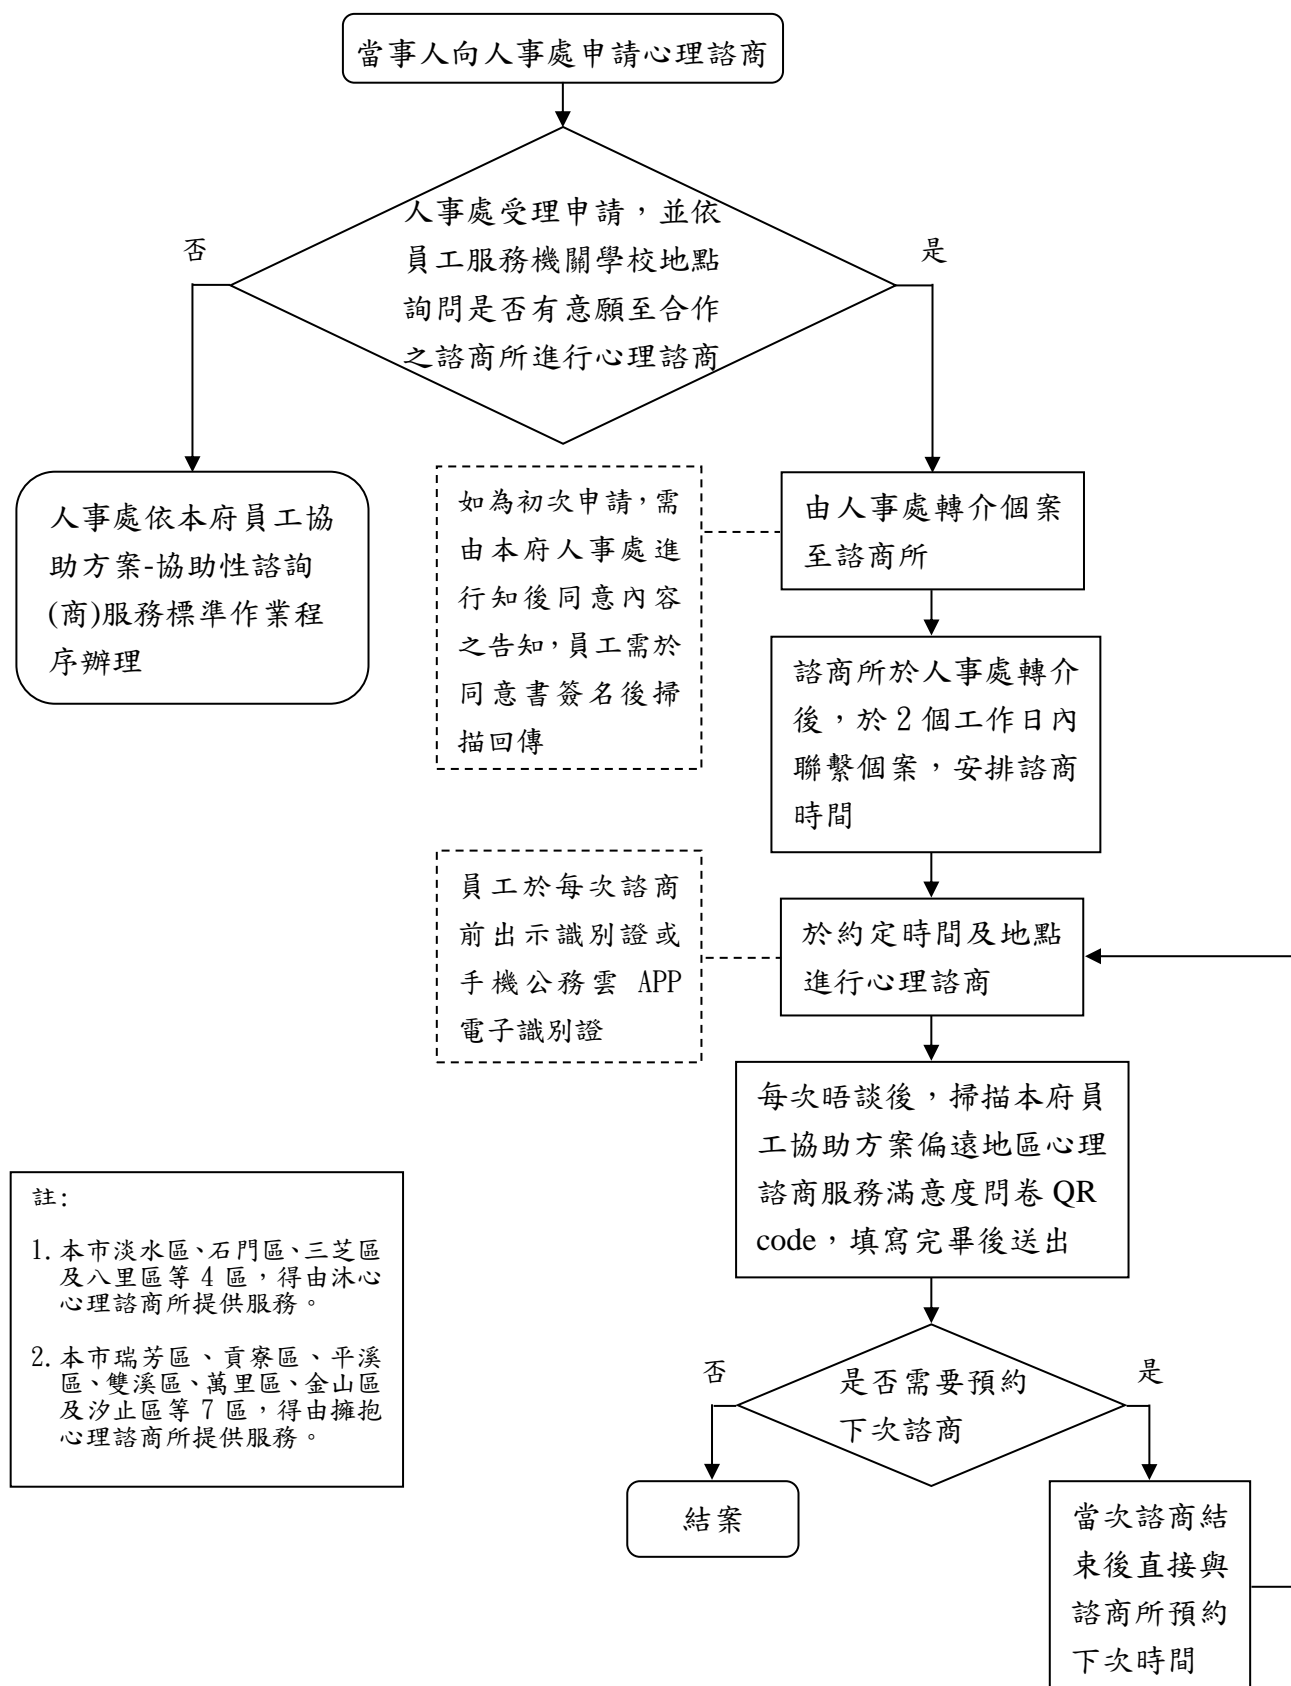 當事人向人事處申請心理諮商
人事處受理申請，並依
員工服務機關學校地點
詢問是否有意願至合作
之諮商所進行心理諮商
否
是
人事處依本府員工協
助方案-協助性諮詢
(商)服務標準作業程
序辦理
如為初次申請，需
由本府人事處進
行知後同意內容
之告知，員工需於
同意書簽名後掃
描回傳
由人事處轉介個案
至諮商所
諮商所於人事處轉介
後，於 2 個工作日內
聯繫個案，安排諮商
時間
員工於每次諮商
前出示識別證或
手機公務雲 APP
電子識別證
於約定時間及地點
進行心理諮商
每次晤談後，掃描本府員
工協助方案偏遠地區心理
諮商服務滿意度問卷 QR
code，填寫完畢後送出
註：
1. 本市淡水區、石門區、三芝區
及八里區等 4 區，得由沐心
心理諮商所提供服務。
2. 本市瑞芳區、貢寮區、平溪
區、雙溪區、萬里區、金山區
及汐止區等 7 區，得由擁抱
心理諮商所提供服務。
否
是否需要預約
下次諮商
是
結案
當次諮商結
束後直接與
諮商所預約
下次時間